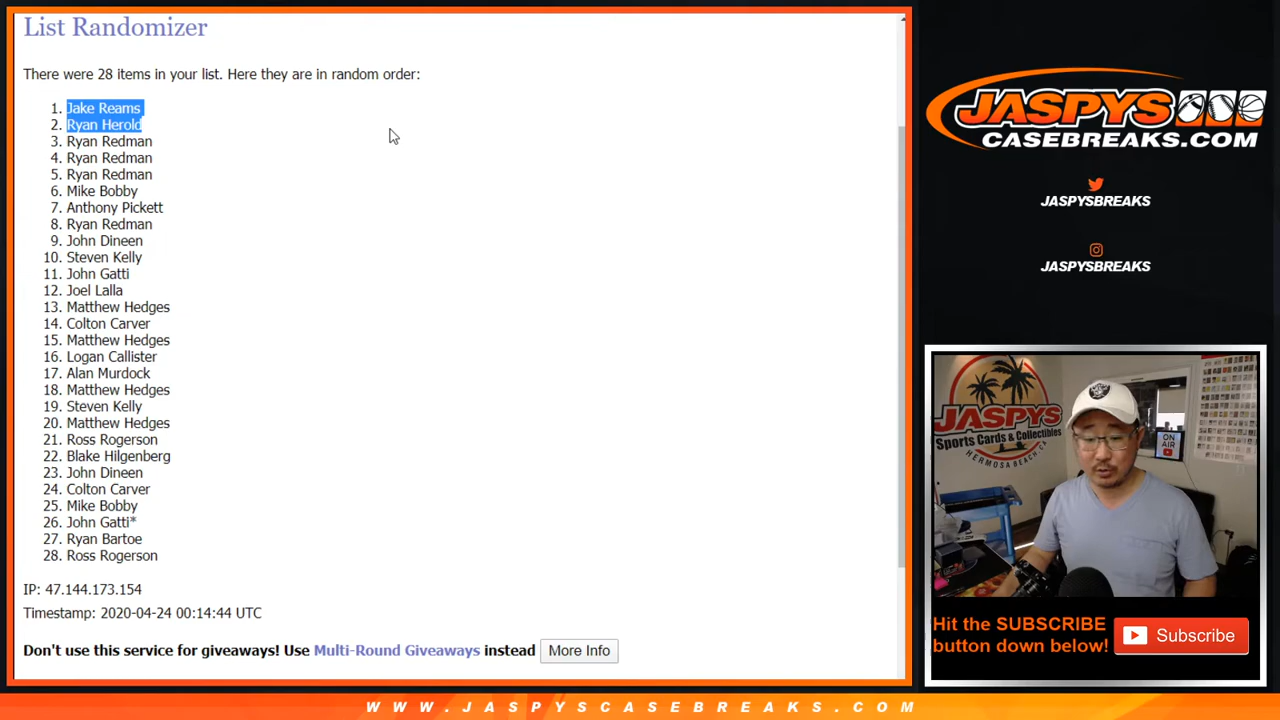 List Randomizer
There were 28 items in your list. Here they are in random order:
1. Jake Reams
2. Ryan Herold
3. Ryan Redman
4. Ryan Redman
5. Ryan Redman
6. Mike Bobby
7. Anthony Pickett
8. Ryan Redman
9. John Dineen
10. Steven Kelly
11. John Gatti
12. Joel Lalla
13. Matthew Hedges
14. Colton Carver
15. Matthew Hedges
16. Logan Callister
17. Alan Murdock
18. Matthew Hedges
19. Steven Kelly
20. Matthew Hedges
21. Ross Rogerson
22. Blake Hilgenberg
23. John Dineen
24. Colton Carver
25. Mike Bobby
26. John Gatti*
27. Ryan Bartoe
28. Ross Rogerson
IP: 47.144.173.154
Timestamp: 2020-04-24 00:14:44 UTC
Don't use this service for giveaways! Use Multi-Round Giveaways instead More Info
JASPYS
CASEBREAKS.COM
JASPYSBREAKS
JASPYSBREAKS
JASPYS
Sports Cards & Collectibles
HERMOSA BEACH, CA
ON
AIR
Hit the SUBSCRIBE
button down below!
Subscribe
WWW.JASPYSCASEBREAKS.COM